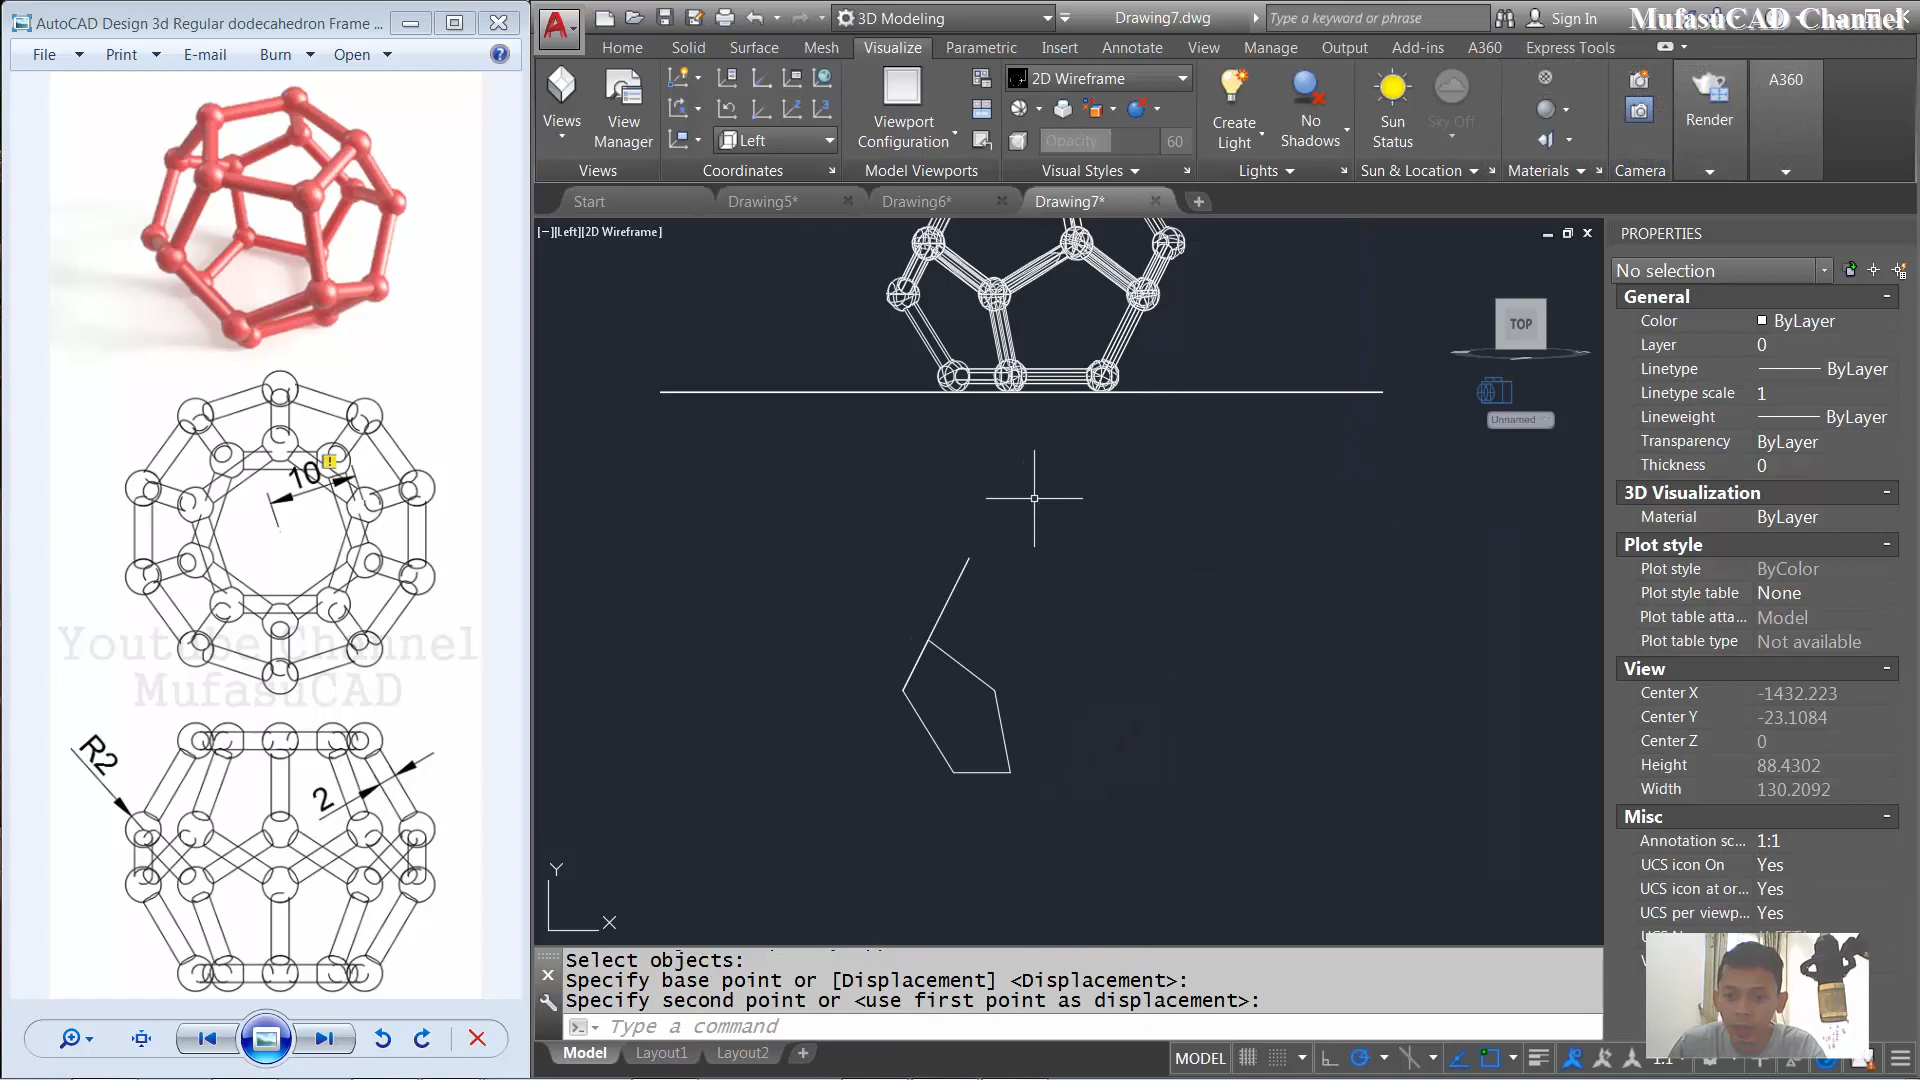 AutoCAD Design 3d Regular dodecahedron Frame ...
File Print E-mail Burn Open
10
Youtube Channel
MufasuCAD
R2
2
3D Modeling
Drawing7.dwg
Type a keyword or phrase
Sign In
MufasuCAD Channel
Home Solid Surface Mesh Visualize Parametric Insert Annotate View Manage Output Add-ins A360 Express Tools
Views
View Manager
Left
Viewport Configuration
2D Wireframe
Opacity 60
Create Light
No Shadows
Sun Status
Sky Off
Render
A360
Views Coordinates Model Viewports Visual Styles Lights Sun & Location Materials Camera
Start Drawing5* Drawing6* Drawing7*
[−][Left][2D Wireframe]
TOP
Unnamed
Y
X
PROPERTIES
No selection
General
Color ByLayer
Layer 0
Linetype ByLayer
Linetype scale 1
Lineweight ByLayer
Transparency ByLayer
Thickness 0
3D Visualization
Material ByLayer
Plot style
Plot style ByColor
Plot style table None
Plot table atta... Model
Plot table type Not available
View
Center X -1432.223
Center Y -23.1084
Center Z 0
Height 88.4302
Width 130.2092
Misc
Annotation sc... 1:1
UCS icon On Yes
UCS icon at or... Yes
UCS per viewp... Yes
Select objects:
Specify base point or [Displacement] <Displacement>:
Specify second point or <use first point as displacement>:
Type a command
Model Layout1 Layout2
MODEL